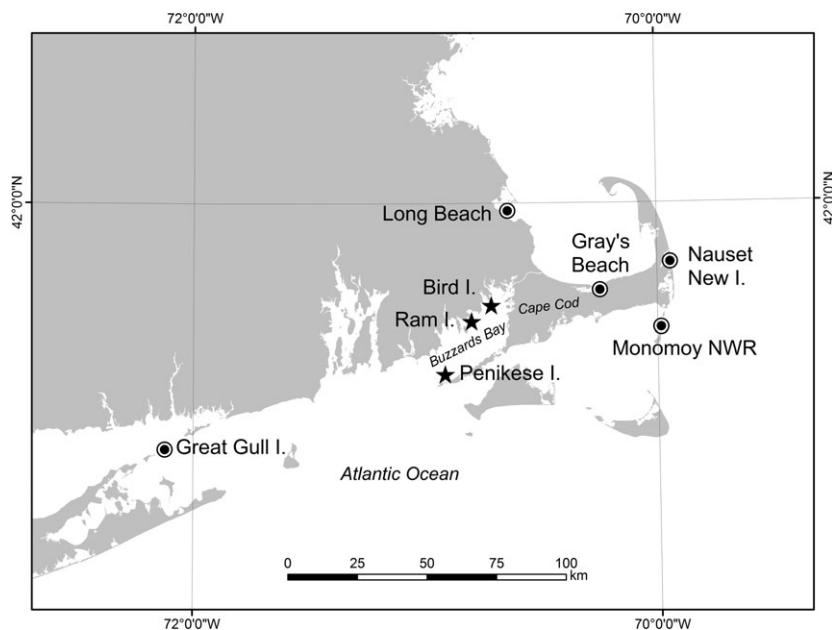 72°0'0"W
70°0'0"W
42°0'0"N
42°0'0"N
Long Beach
Gray's
Beach
Nauset
New I.
Bird I.
Cape Cod
Ram I.
Buzzards Bay
Monomoy NWR
Penikese I.
Great Gull I.
Atlantic Ocean
0 25 50 75 100
km
72°0'0"W
70°0'0"W